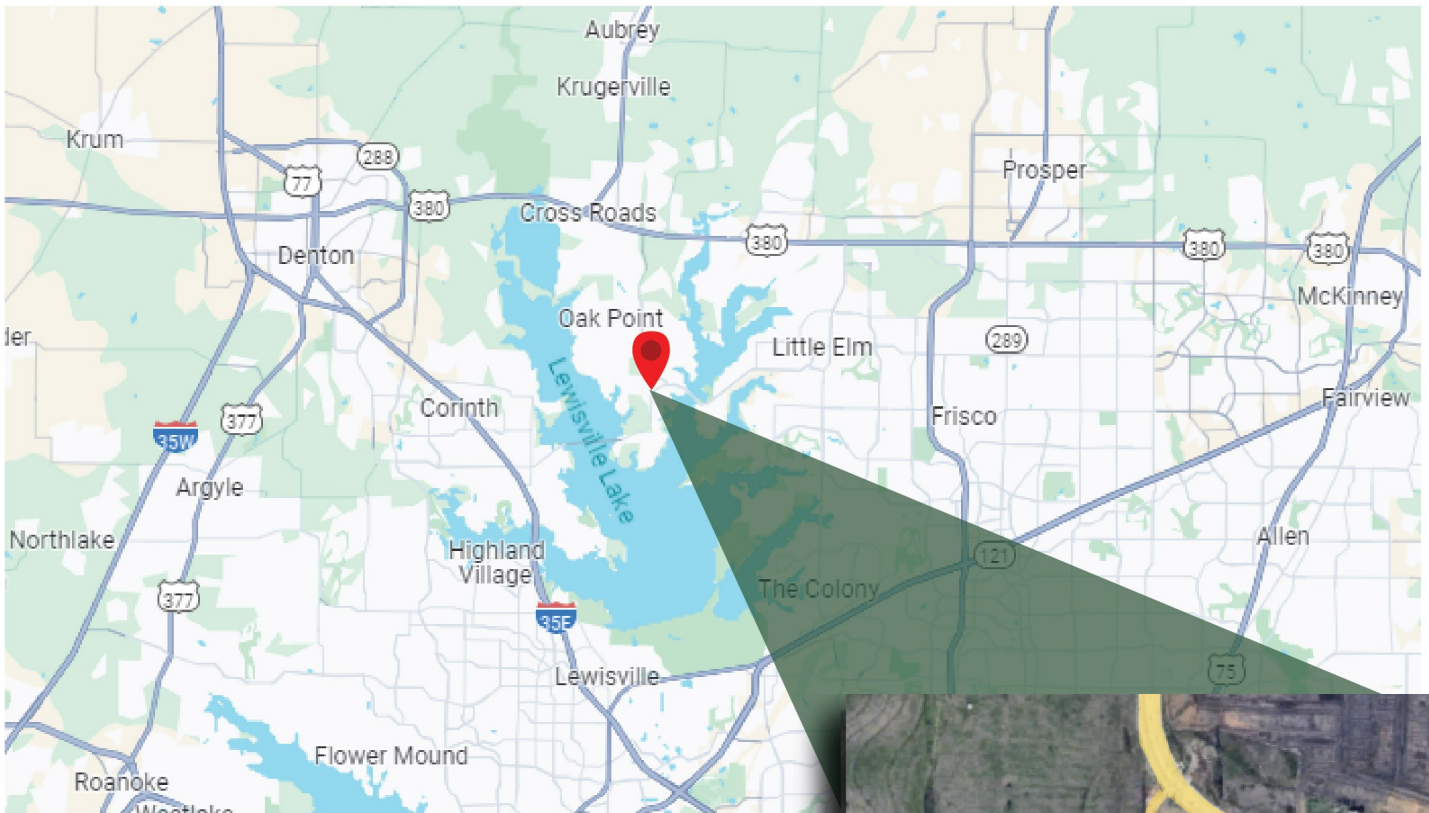 Aubrey
Krugerville
Krum
288
77
Prosper
380
Cross Roads
380
380
380
Denton
McKinney
Oak Point
289
Little Elm
Lewisville Lake
377
Corinth
Fairview
Frisco
35W
Argyle
Northlake
Highland
Village
Allen
121
377
The Colony
35E
Lewisville
75
Flower Mound
Roanoke
Westlake